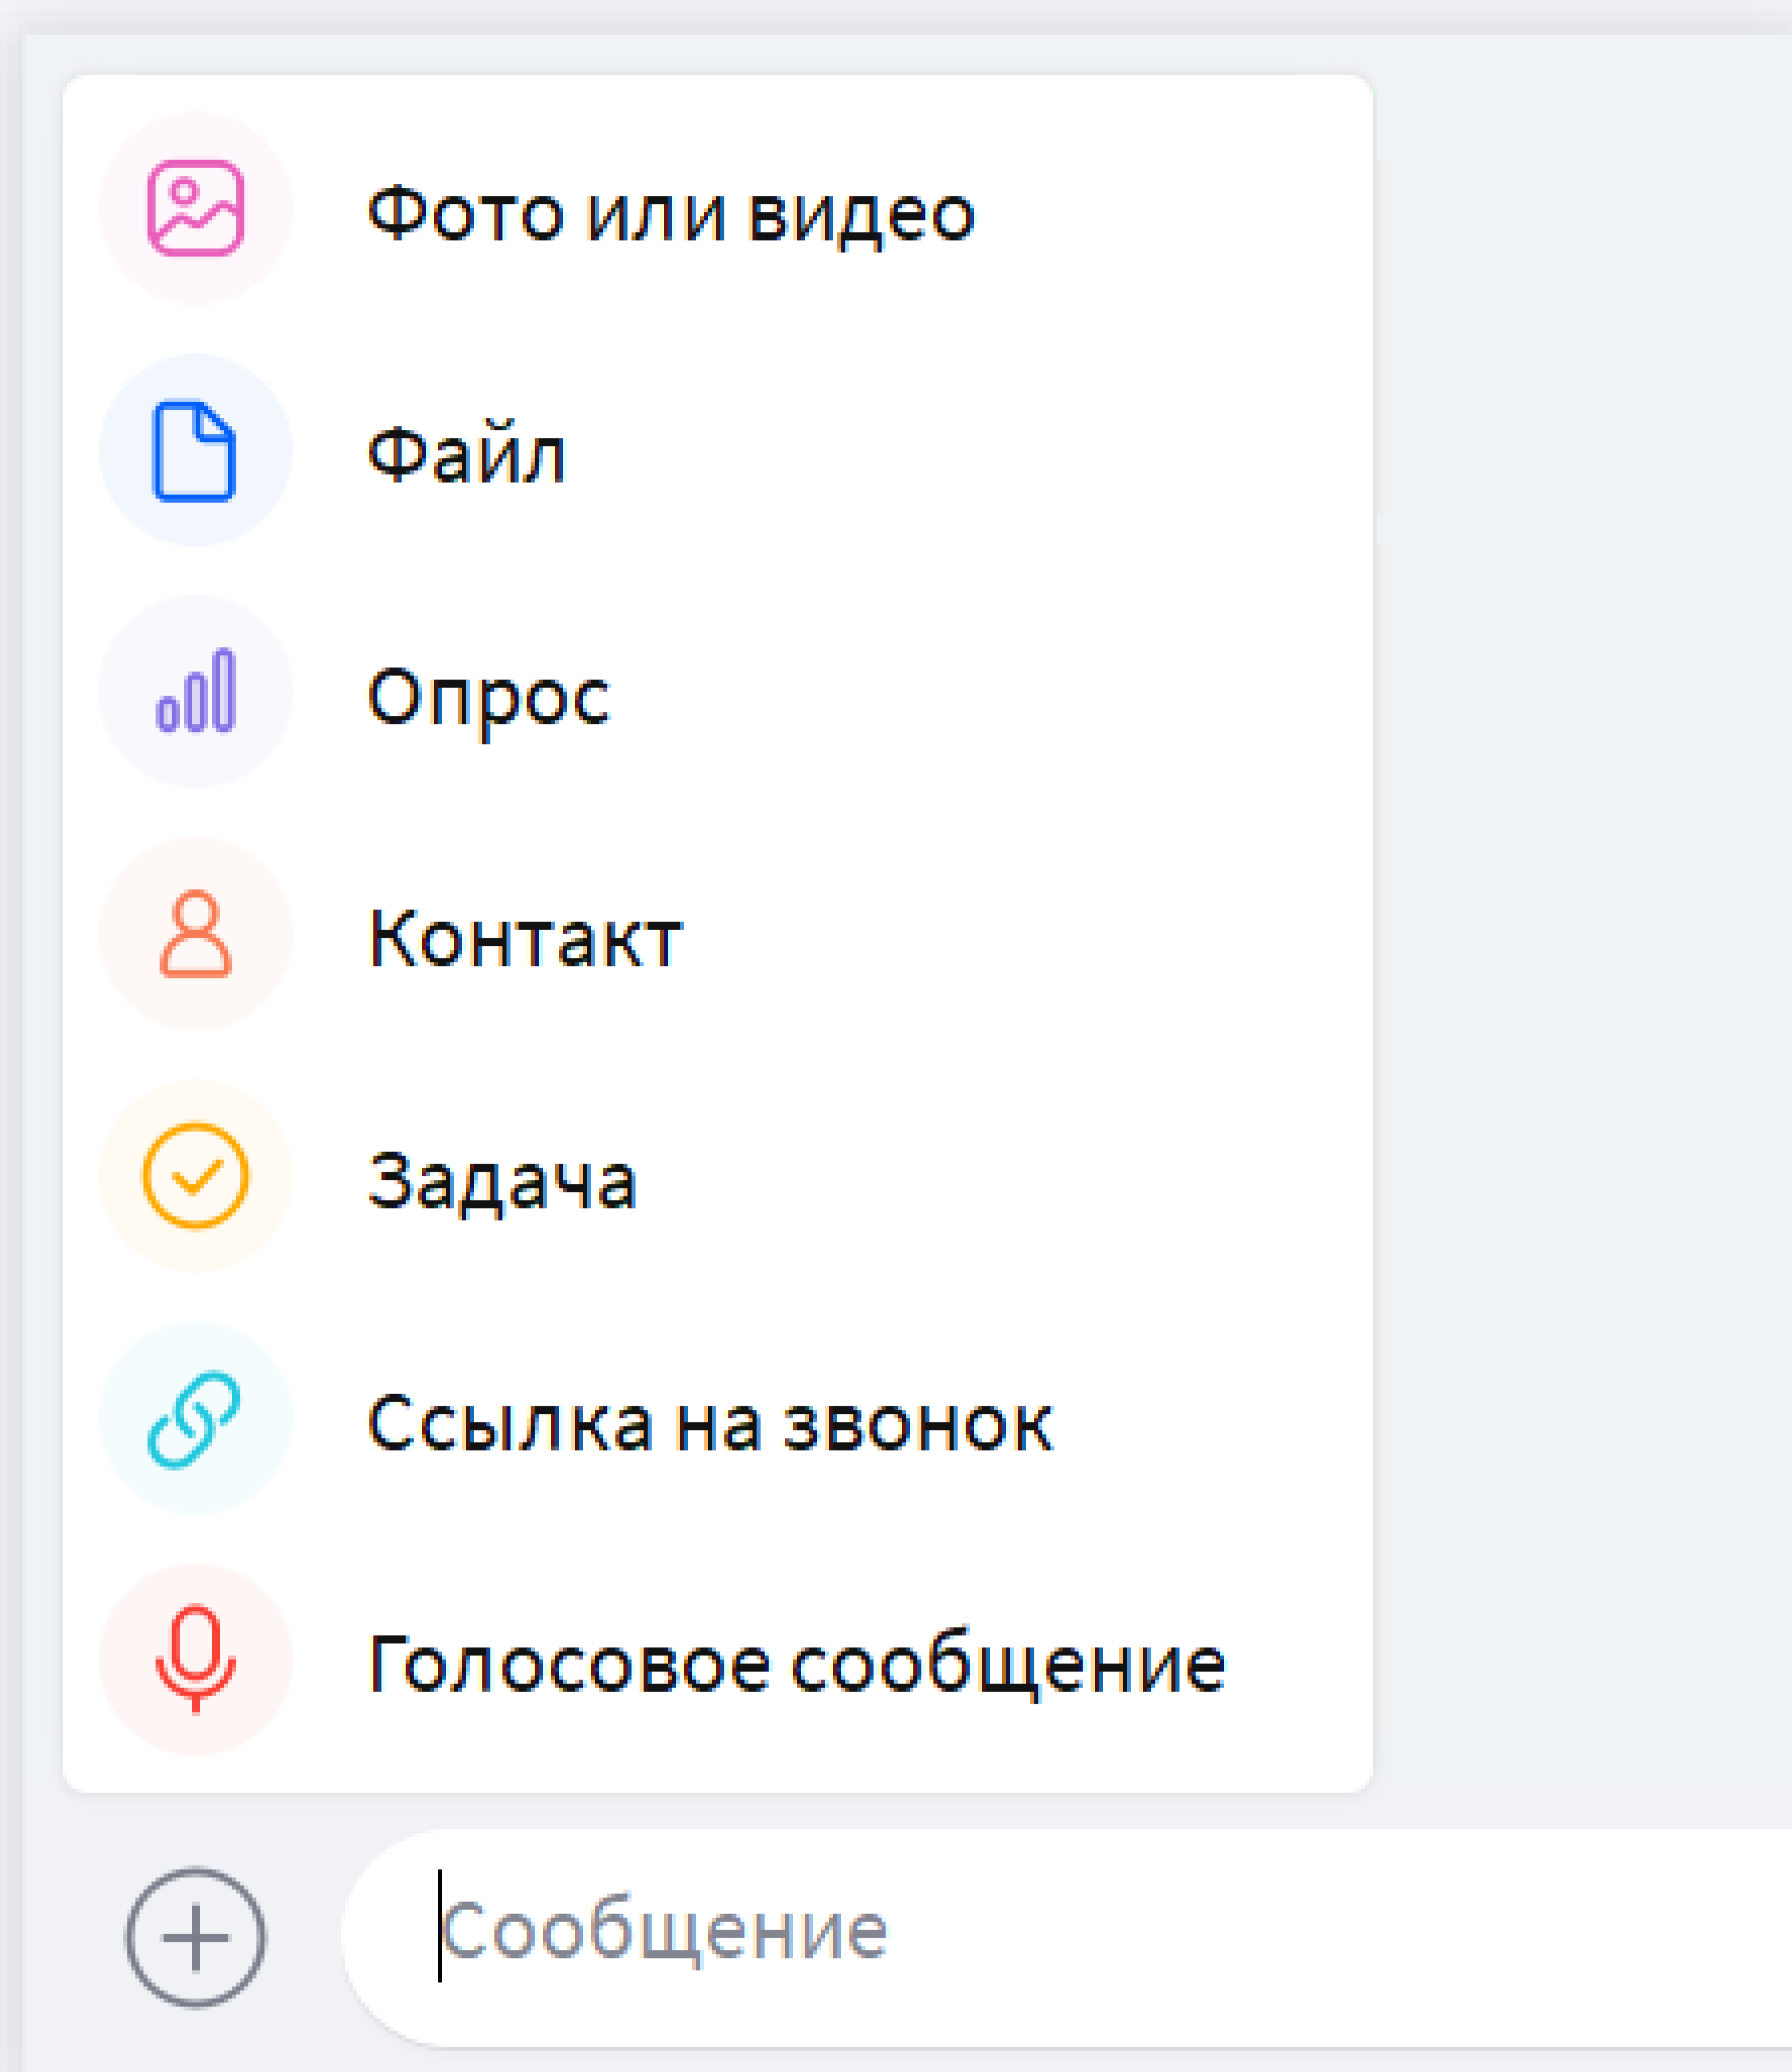 Фото или видео
Файл
Опрос
Контакт
Задача
Ссылка на звонок
Голосовое сообщение
Сообщение